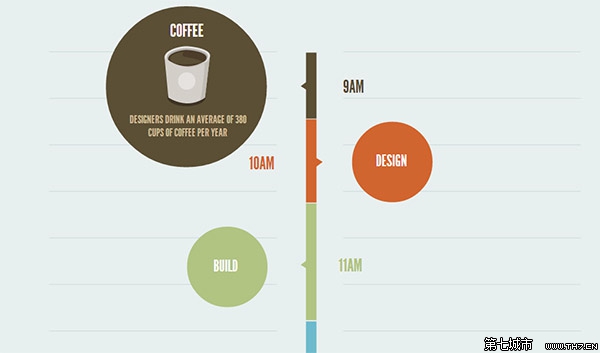 COFFEE
DESIGNERS DRINK AN AVERAGE OF 380
CUPS OF COFFEE PER YEAR
9AM
10AM
DESIGN
BUILD
11AM
第七城市 WWW.TH7.CN